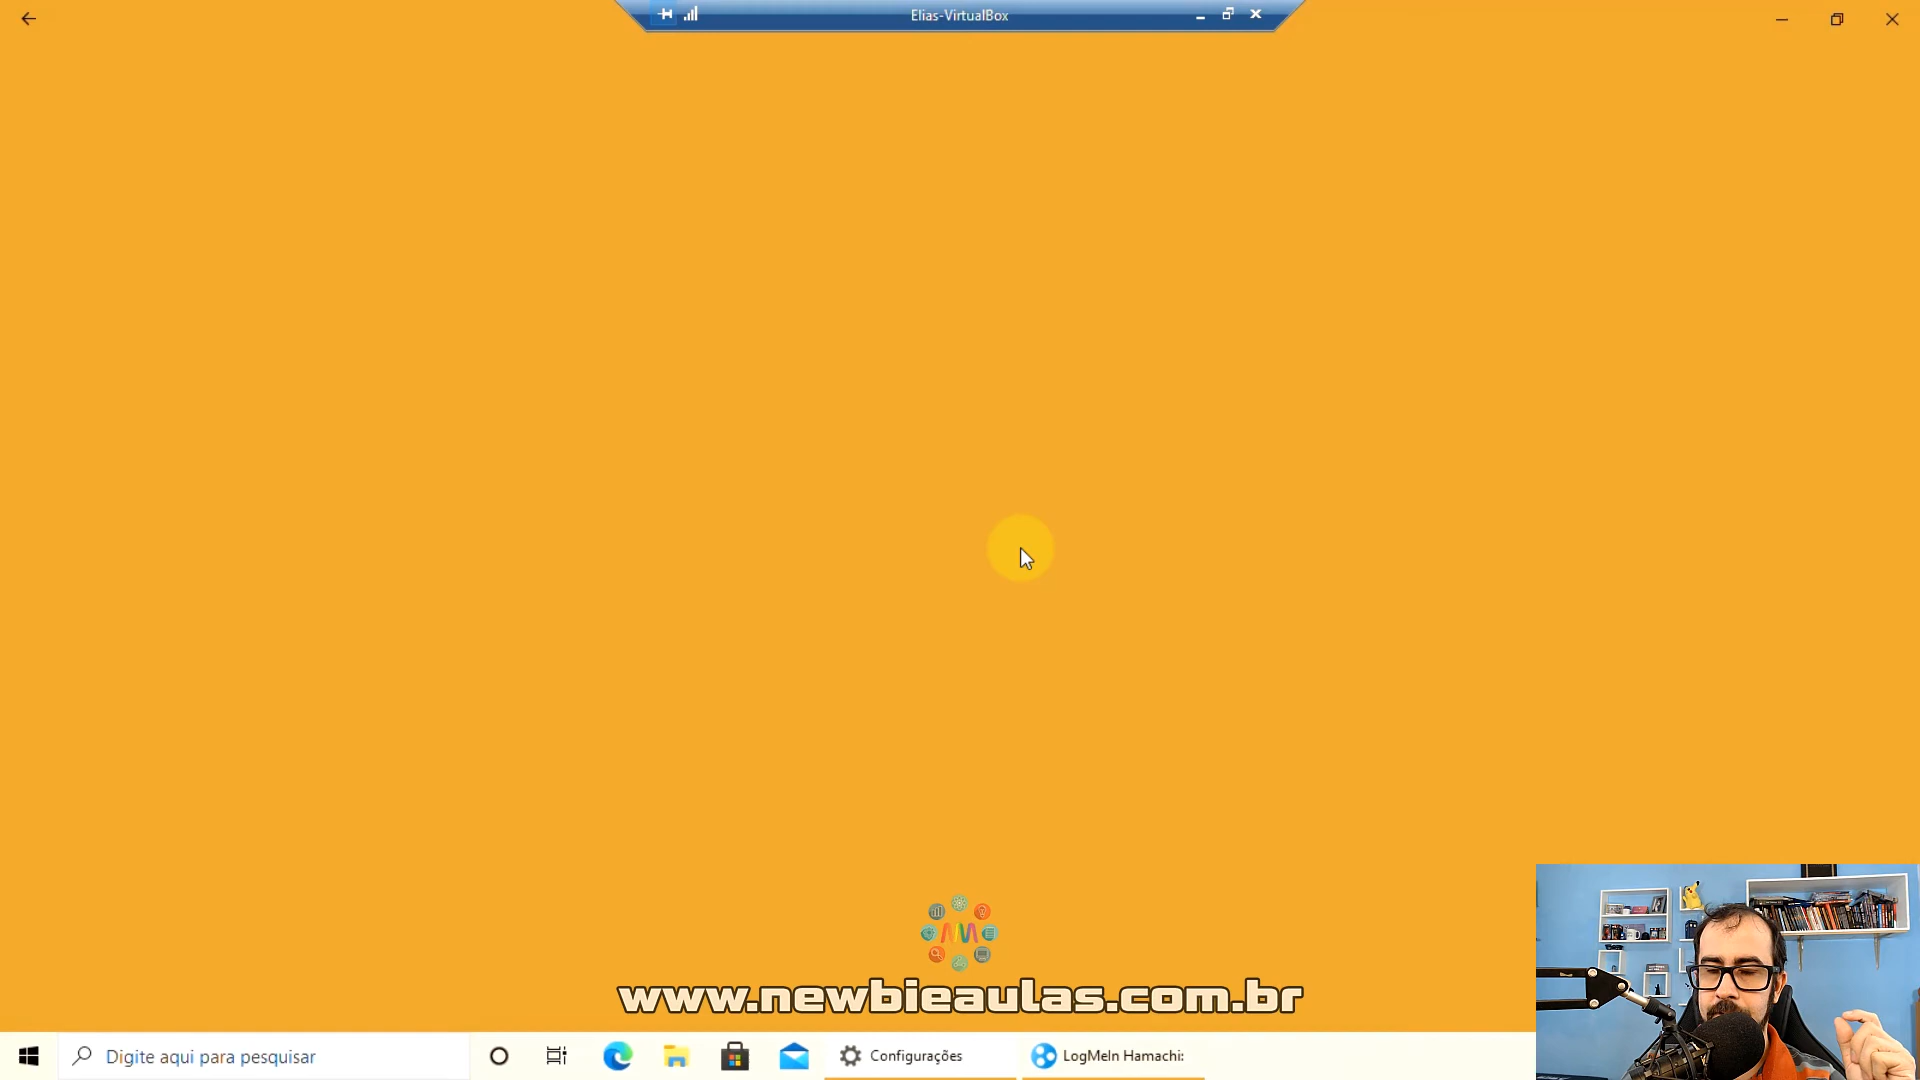 Elias-VirtualBox
www.newbieaulas.com.br
Digite aqui para pesquisar
Configurações
LogMeIn Hamachi: